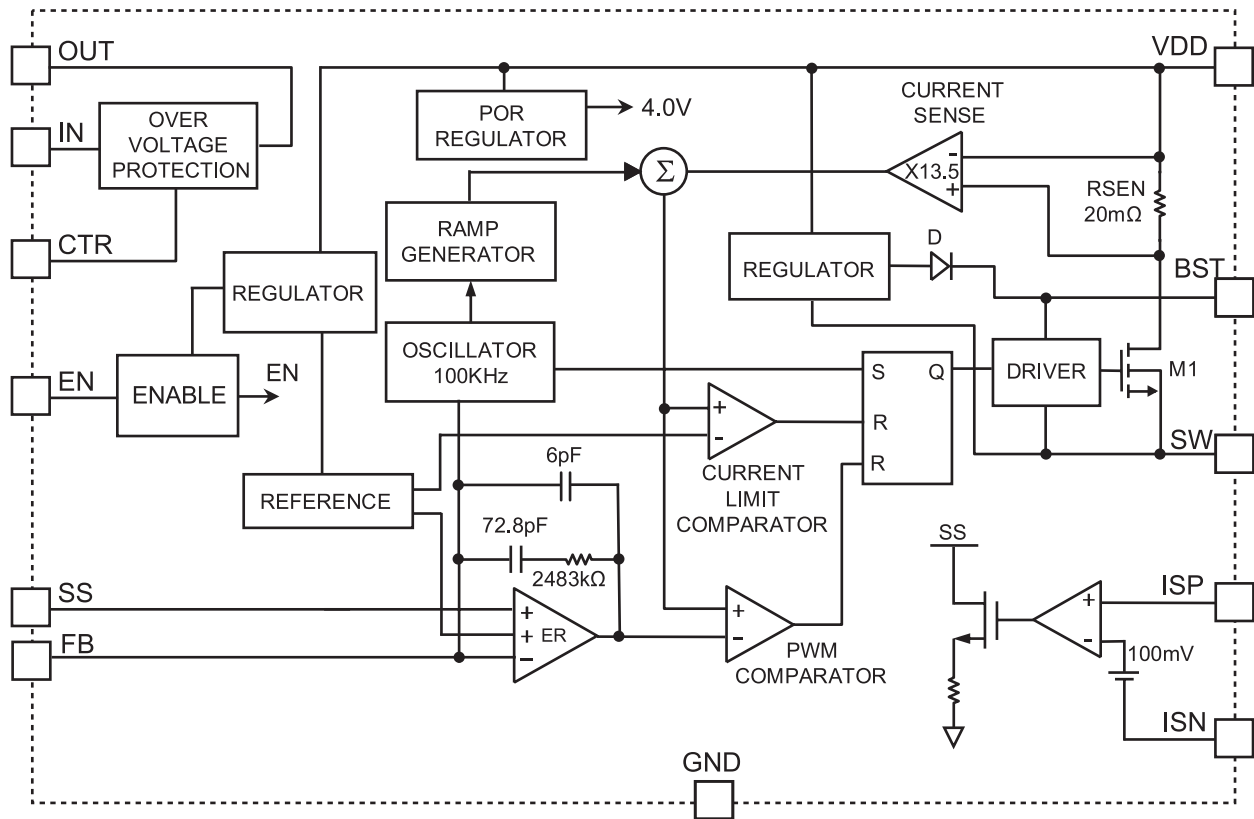 OUT
VDD
CURRENT
SENSE
OVER
VOLTAGE
PROTECTION
IN
POR
REGULATOR
4.0V
Σ
X13.5
-
+
RSEN
20mΩ
RAMP
GENERATOR
CTR
D
REGULATOR
REGULATOR
BST
OSCILLATOR
100KHz
EN
ENABLE
EN
S
Q
R
R
DRIVER
M1
+
-
SW
CURRENT
LIMIT
COMPARATOR
6pF
REFERENCE
72.8pF
2483kΩ
SS
SS
+
+
−
ER
FB
+
−
PWM
COMPARATOR
ISP
+
-
100mV
ISN
GND